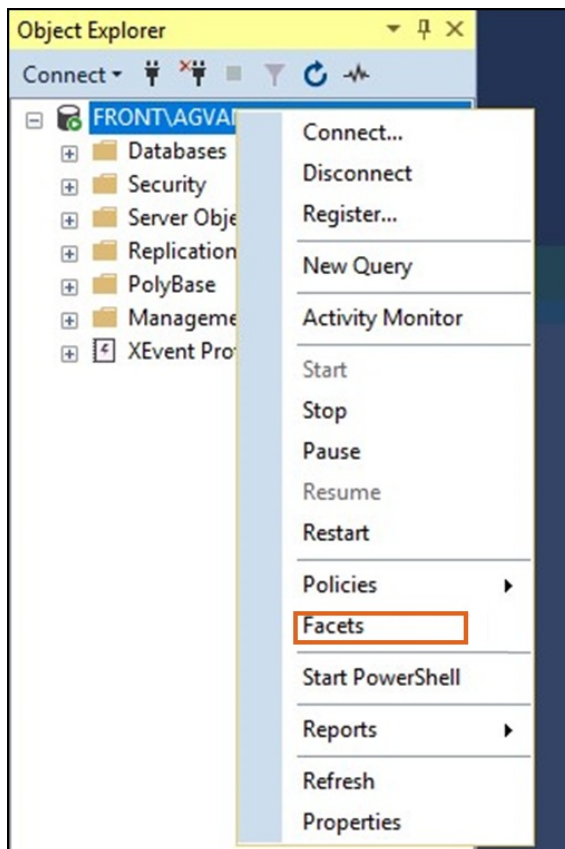 Object Explorer
Connect
FRONT\AGVA
Databases
Security
Server Obje
Replication
PolyBase
Manageme
XEvent Pro
Connect...
Disconnect
Register...
New Query
Activity Monitor
Start
Stop
Pause
Resume
Restart
Policies
Facets
Start PowerShell
Reports
Refresh
Properties